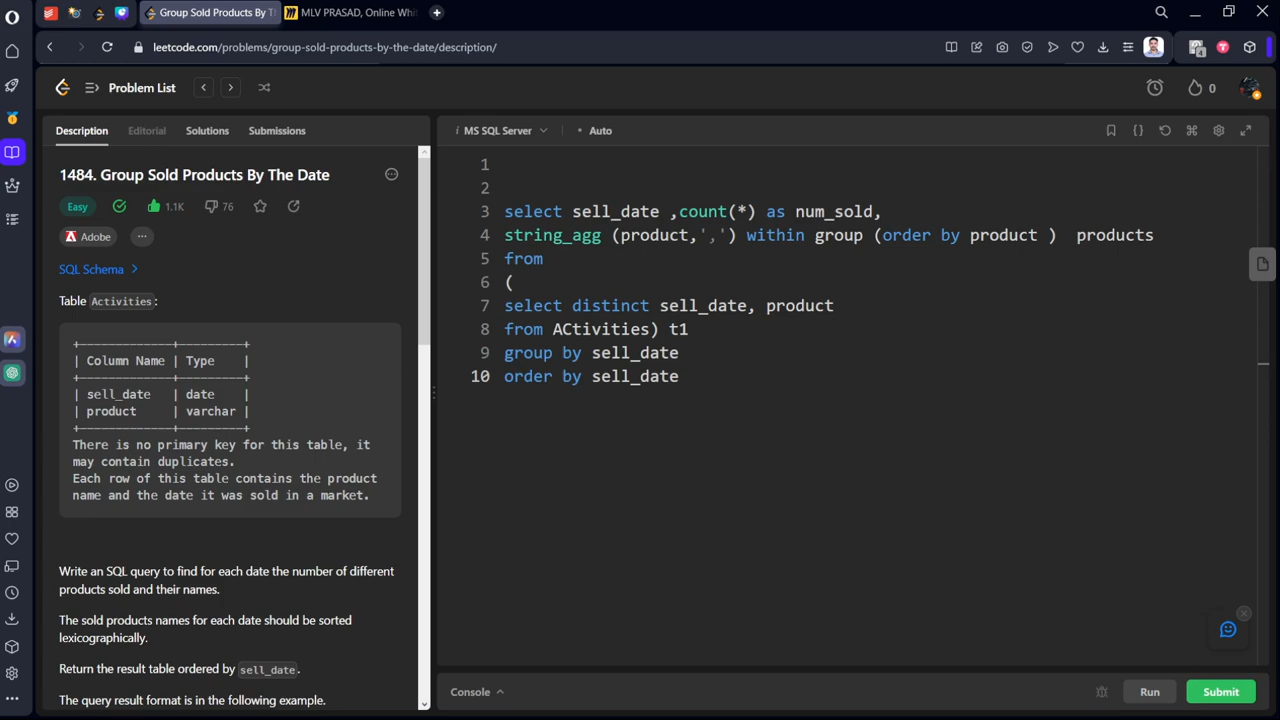 Group Sold Products By T
MLV PRASAD, Online Whit
leetcode.com/problems/group-sold-products-by-the-date/description/
4
Problem List
0
Description
Editorial
Solutions
Submissions
MS SQL Server
• Auto
1484. Group Sold Products By The Date
Easy
1.1K
76
Adobe
SQL Schema >
Table Activities:
+-------------+---------+
| Column Name | Type |
+-------------+---------+
| sell_date | date |
| product | varchar |
+-------------+---------+
There is no primary key for this table, it
may contain duplicates.
Each row of this table contains the product
name and the date it was sold in a market.
Write an SQL query to find for each date the number of different
products sold and their names.
The sold products names for each date should be sorted
lexicographically.
Return the result table ordered by sell_date.
The query result format is in the following example.
1
2
3 select sell_date ,count(*) as num_sold,
4 string_agg (product,',') within group (order by product ) products
5 from
6 (
7 select distinct sell_date, product
8 from ACtivities) t1
9 group by sell_date
10 order by sell_date
Console
Run
Submit